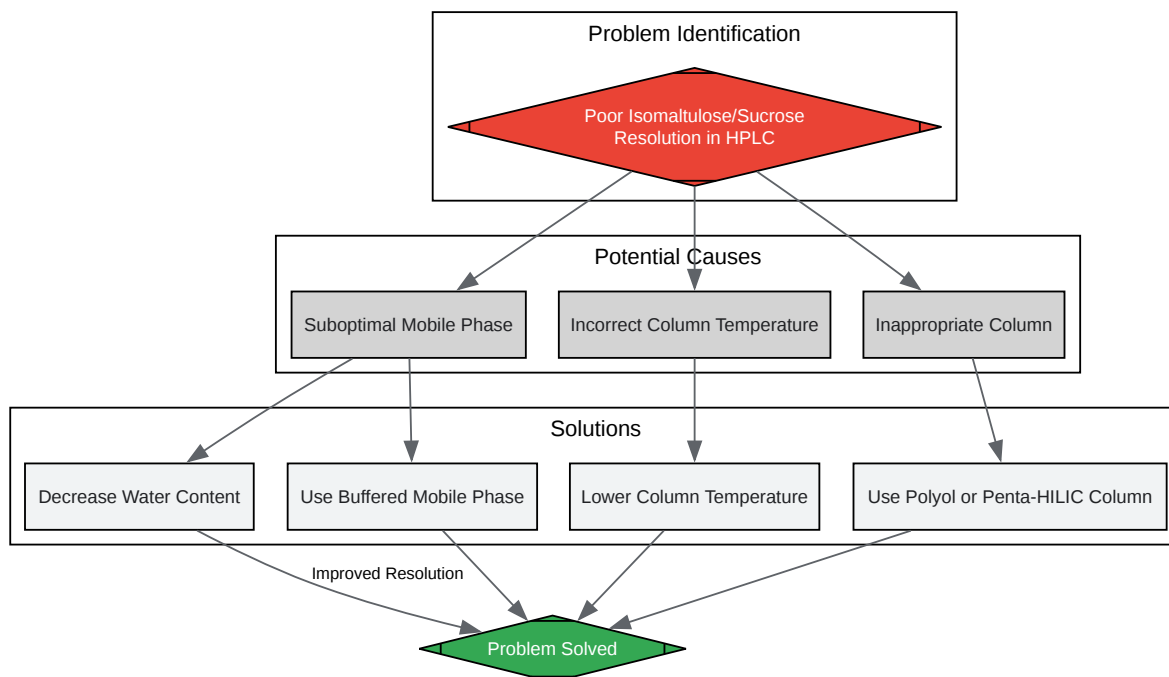 Problem Identification
Poor Isomaltulose/Sucrose
Resolution in HPLC
Potential Causes
Suboptimal Mobile Phase
Incorrect Column Temperature
Inappropriate Column
Solutions
Decrease Water Content
Use Buffered Mobile Phase
Lower Column Temperature
Use Polyol or Penta-HILIC Column
Improved Resolution
Problem Solved